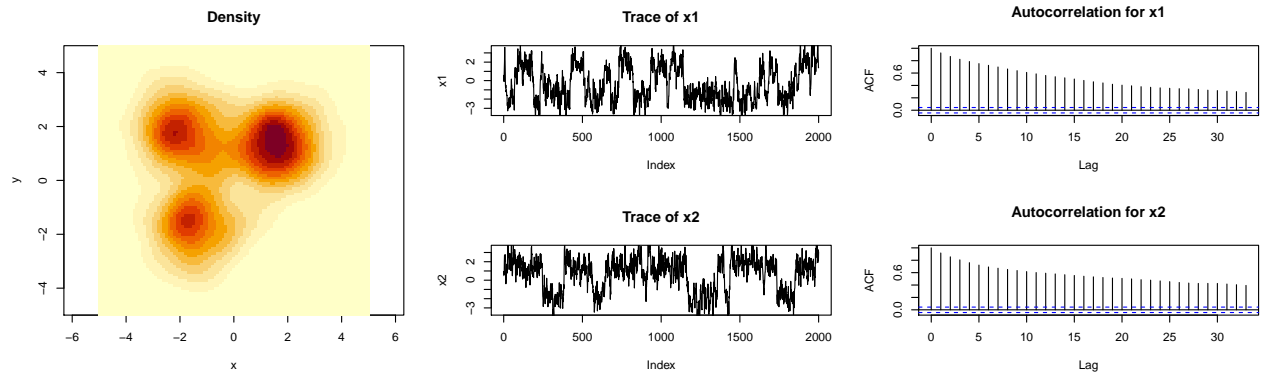 Density
4
2
0
−2
−4
y
−6 −4 −2 0 2 4 6
x
Trace of x1
2
0
−3
x1
0 500 1000 1500 2000
Index
Autocorrelation for x1
0.6
0.0
ACF
0 5 10 15 20 25 30
Lag
Trace of x2
2
0
−3
x2
0 500 1000 1500 2000
Index
Autocorrelation for x2
0.6
0.0
ACF
0 5 10 15 20 25 30
Lag